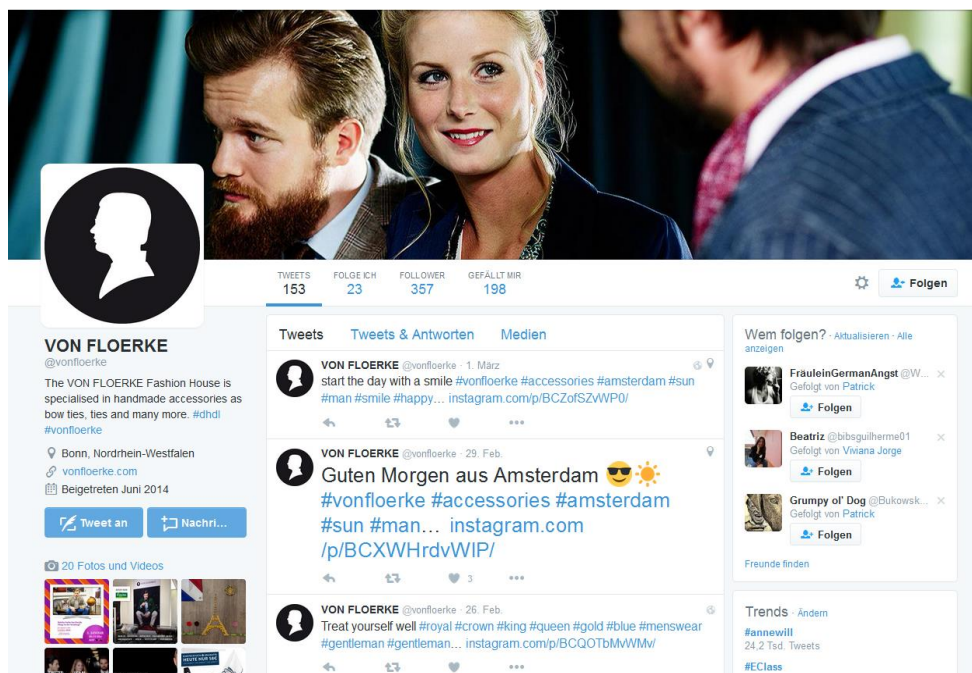 TWEETS
153
FOLGE ICH
23
FOLLOWER
357
GEFÄLLT MIR
198
Folgen
VON FLOERKE
@vonfloerke
The VON FLOERKE Fashion House is
specialised in handmade accessories as
bow ties, ties and many more. #dhdl
#vonfloerke
Bonn, Nordrhein-Westfalen
vonfloerke.com
Beigetreten Juni 2014
Tweet an
Nachri...
20 Fotos und Videos
Tweets Tweets & Antworten Medien
VON FLOERKE @vonfloerke · 1. März
start the day with a smile #vonfloerke #accessories #amsterdam #sun
#man #smile #happy… instagram.com/p/BCZofSZvWP0/
VON FLOERKE @vonfloerke · 29. Feb.
Guten Morgen aus Amsterdam 😎☀
#vonfloerke #accessories #amsterdam
#sun #man… instagram.com
/p/BCXWHrdvWIP/
3
VON FLOERKE @vonfloerke · 26. Feb.
Treat yourself well #royal #crown #king #queen #gold #blue #menswear
#gentleman #gentleman… instagram.com/p/BCQOTbMvWMv/
Wem folgen? · Aktualisieren · Alle
anzeigen
FräuleinGermanAngst @W...
Gefolgt von Patrick
Folgen
Beatriz @bibsguilherme01
Gefolgt von Viviana Jorge
Folgen
Grumpy ol' Dog @Bukowsk...
Gefolgt von Patrick
Folgen
Freunde finden
Trends · Ändern
#annewill
24,2 Tsd. Tweets
#EClass